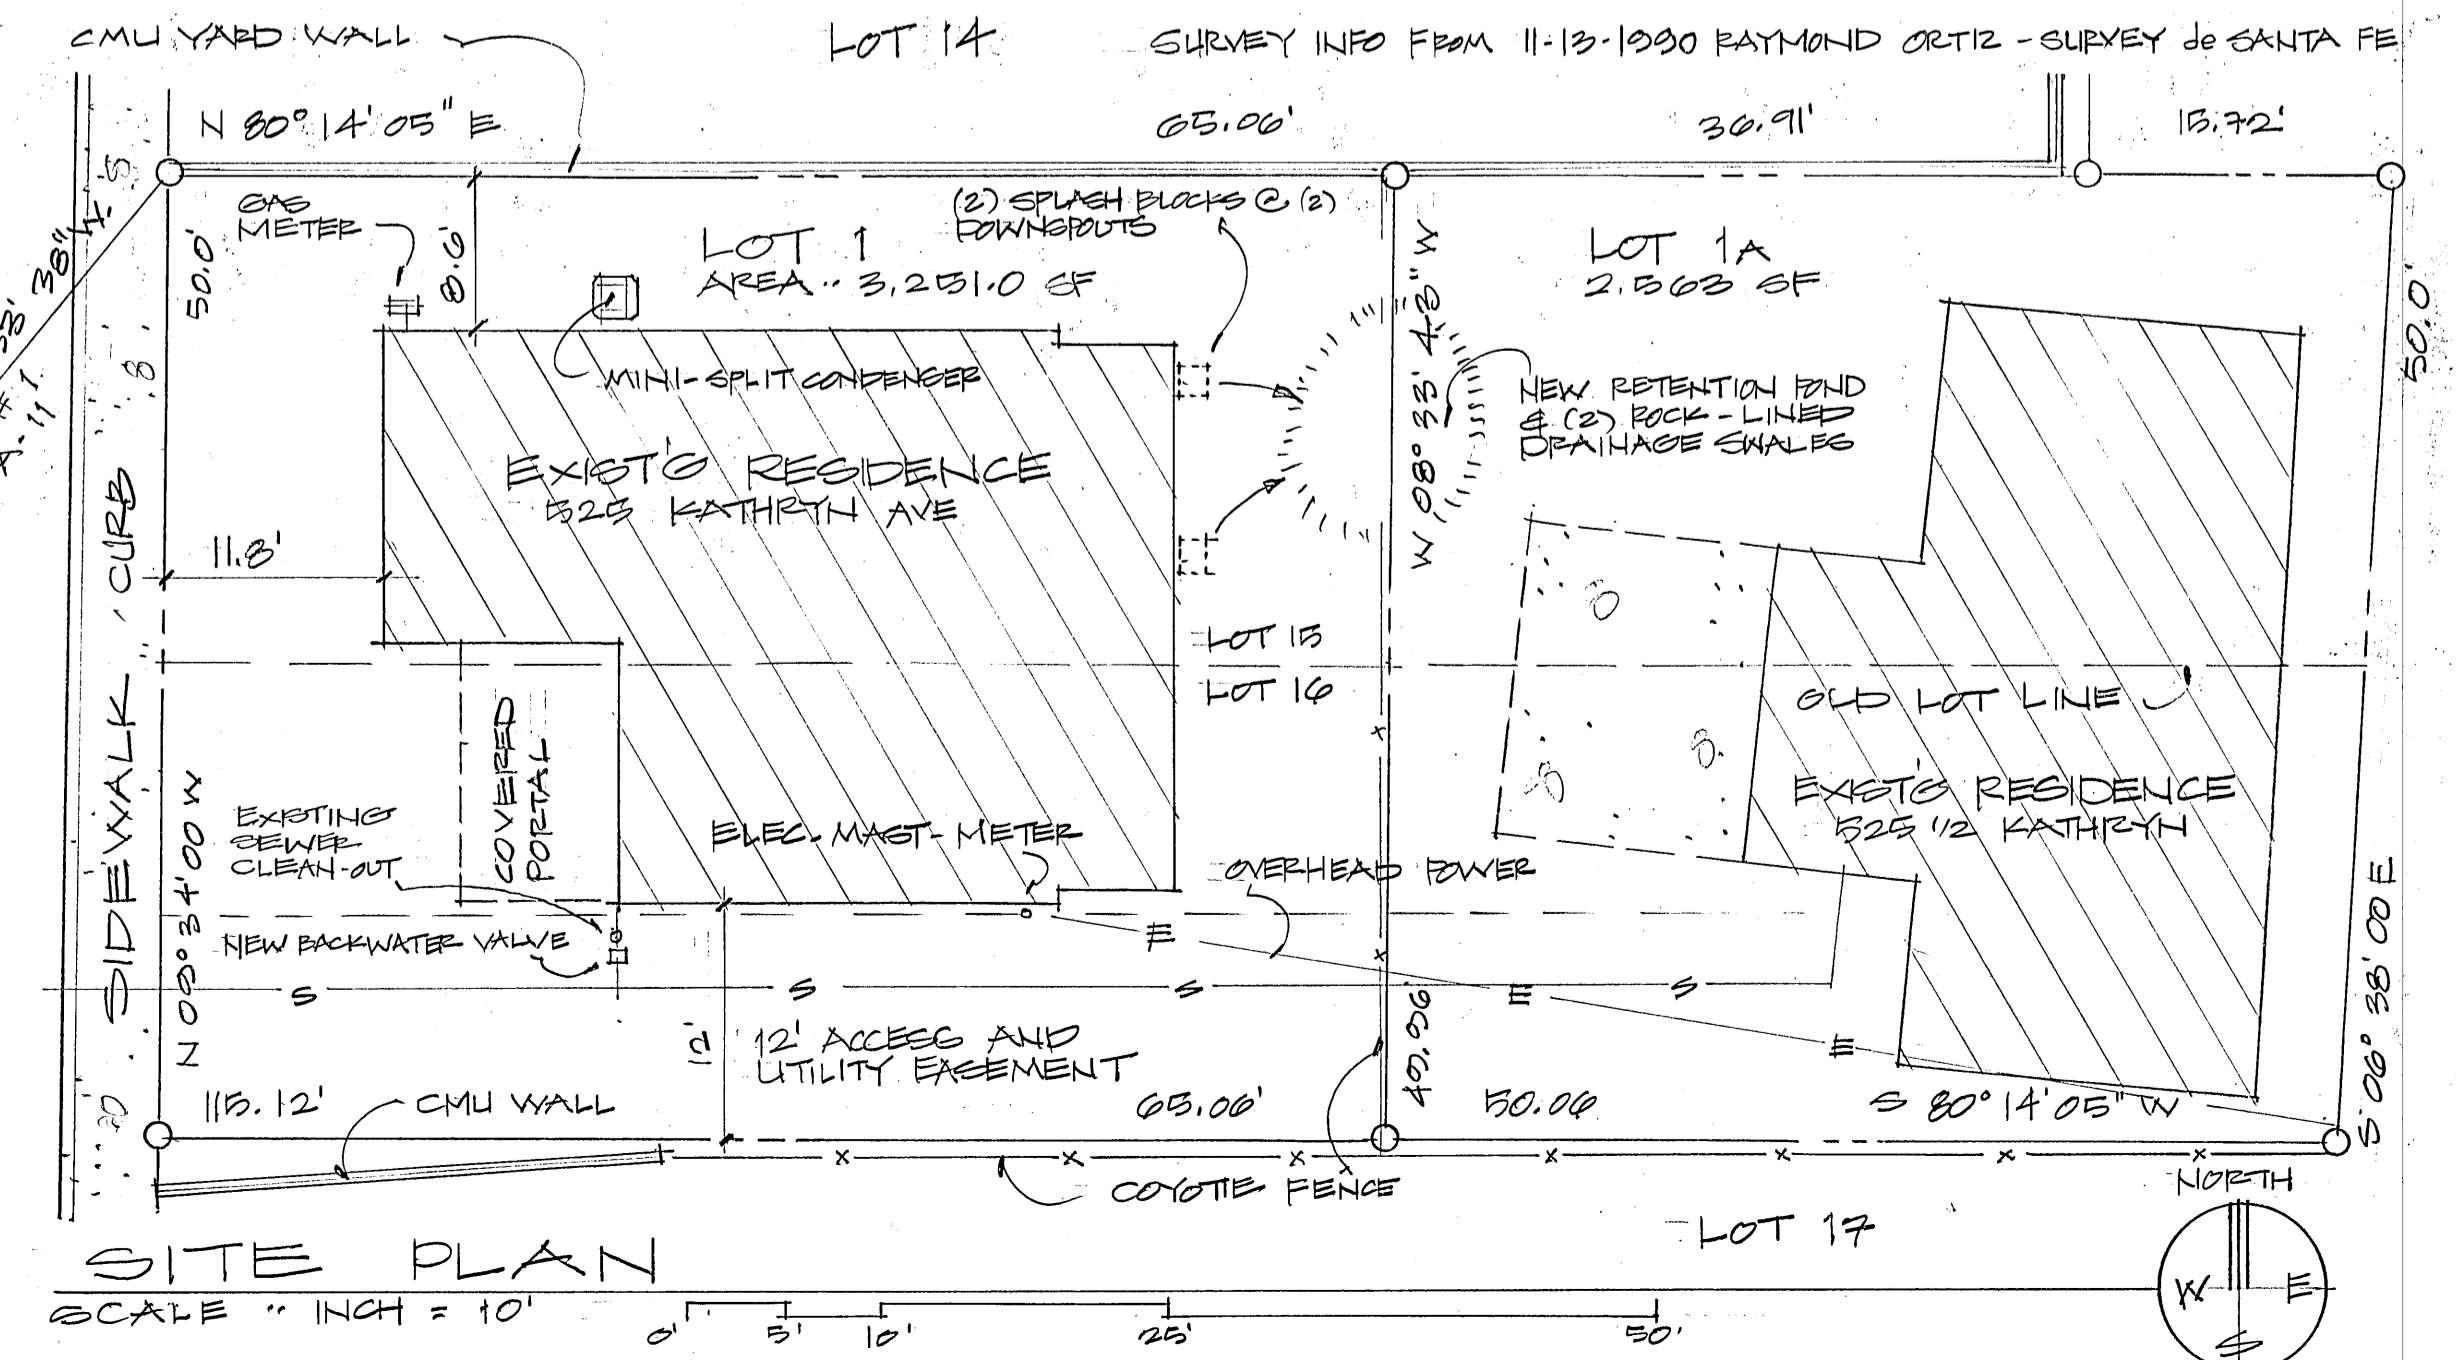 CMU YARD WALL
LOT 14
SURVEY INFO FROM 11-13-1990 RAYMOND ORTIZ - SURVEY de SANTA FE
N 80° 14' 05" E
65.06'
36.91'
15.72'
GAS
METER
50.0'
8.6'
(2) SPLASH BLOCKS @ (2)
DOWNSPOUTS
LOT 1
AREA .. 3,251.0 SF
LOT 1A
2.563 SF
W 08° 33' 43" W
50.0'
MINI-SPLIT CONDENSER
NEW RETENTION POND
& (2) ROCK-LINED
DRAINAGE SWALES
EXIST'G RESIDENCE
525 KATHRYN AVE
11.8'
SIDEWALK . CURB
LOT 15
LOT 16
OLD LOT LINE
COVERED
PORTAL
EXIST'G RESIDENCE
525 1/2 KATHRYN
EXISTING
SEWER
CLEAN-OUT
ELEC. MAST-METER
OVERHEAD POWER
NEW BACKWATER VALVE
N 08° 34' 00 W
E
S
S
S
E
S
E
12'
12' ACCESS AND
UTILITY EASEMENT
49.96'
S 06° 38' 00 E
115.12'
CMU WALL
65.06'
50.06
S 80° 14' 05" W
COYOTE FENCE
NORTH
LOT 17
W E
S
SITE PLAN
SCALE .. INCH = 10'
0' 5' 10' 25' 50'